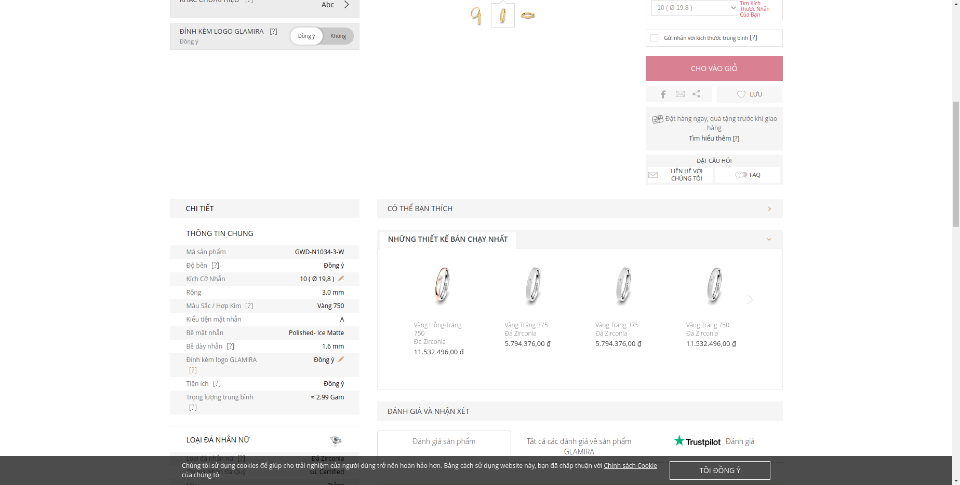 Abc
ĐÍNH KÈM LOGO GLAMIRA [?]
Đồng ý
Đồng ý
Không
10 ( Ø 19,8 )
Tìm Kích
Thước Nhẫn
Của Bạn
Gửi nhẫn với kích thước trung bình [?]
CHO VÀO GIỎ
LƯU
Đặt hàng ngay, quà tặng trước khi giao
hàng
Tìm hiểu thêm [?]
ĐẶT CÂU HỎI
LIÊN HỆ VỚI
CHÚNG TÔI
FAQ
CHI TIẾT
THÔNG TIN CHUNG
Mã sản phẩm GWD-N1034-3-W
Độ bền [?] Đồng ý
Kích Cỡ Nhẫn 10 ( Ø 19,8 )
Rộng 3.0 mm
Màu Sắc / Hợp Kim [?] Vàng 750
Kiểu tiện mặt nhẫn A
Bề mặt nhẫn Polished- Ice Matte
Bề dày nhẫn [?] 1,6 mm
Đính kèm logo GLAMIRA Đồng ý
[?]
Tiện ích [?] Đồng ý
Trọng lượng trung bình ≈ 2.99 Gam
[?]
LOẠI ĐÁ NHẪN NỮ
CÓ THỂ BẠN THÍCH
NHỮNG THIẾT KẾ BÁN CHẠY NHẤT
Vàng Hồng-Trắng
750
Đá Zirconia
11.532.496,00 ₫
Vàng Trắng 375
Đá Zirconia
5.794.376,00 ₫
Vàng Trắng 375
Đá Zirconia
5.794.376,00 ₫
Vàng Trắng 750
Đá Zirconia
11.532.496,00 ₫
ĐÁNH GIÁ VÀ NHẬN XÉT
Đánh giá sản phẩm
Tất cả các đánh giá về sản phẩm
GLAMIRA
Trustpilot Đánh giá
Chúng tôi sử dụng cookies để giúp cho trải nghiệm của người dùng trở nên hoàn hảo hơn. Bằng cách sử dụng website này, bạn đã chấp thuận với Chính sách Cookie
của chúng tôi.
TÔI ĐỒNG Ý